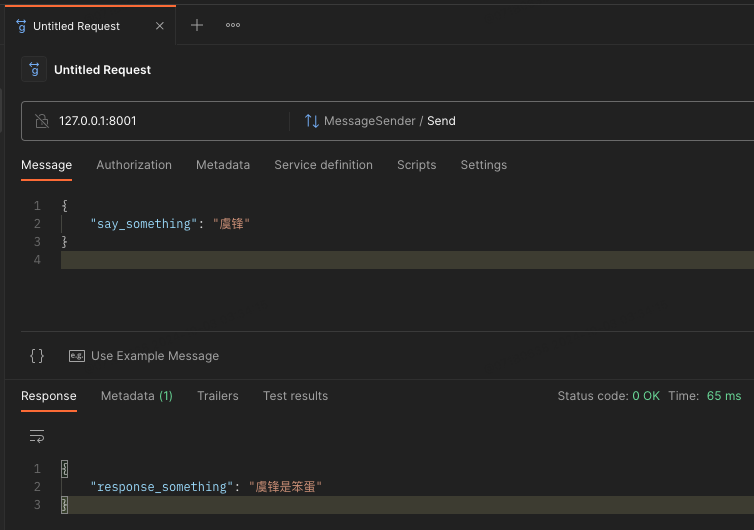 Untitled Request
Untitled Request
127.0.0.1:8001 MessageSender / Send
Message Authorization Metadata Service definition Scripts Settings
1 {
2 "say_something": "虞锋"
3 }
4
{} e.g. Use Example Message
Response Metadata (1) Trailers Test results Status code: 0 OK Time: 65 ms
1 {
2 "response_something": "虞锋是笨蛋"
3 }